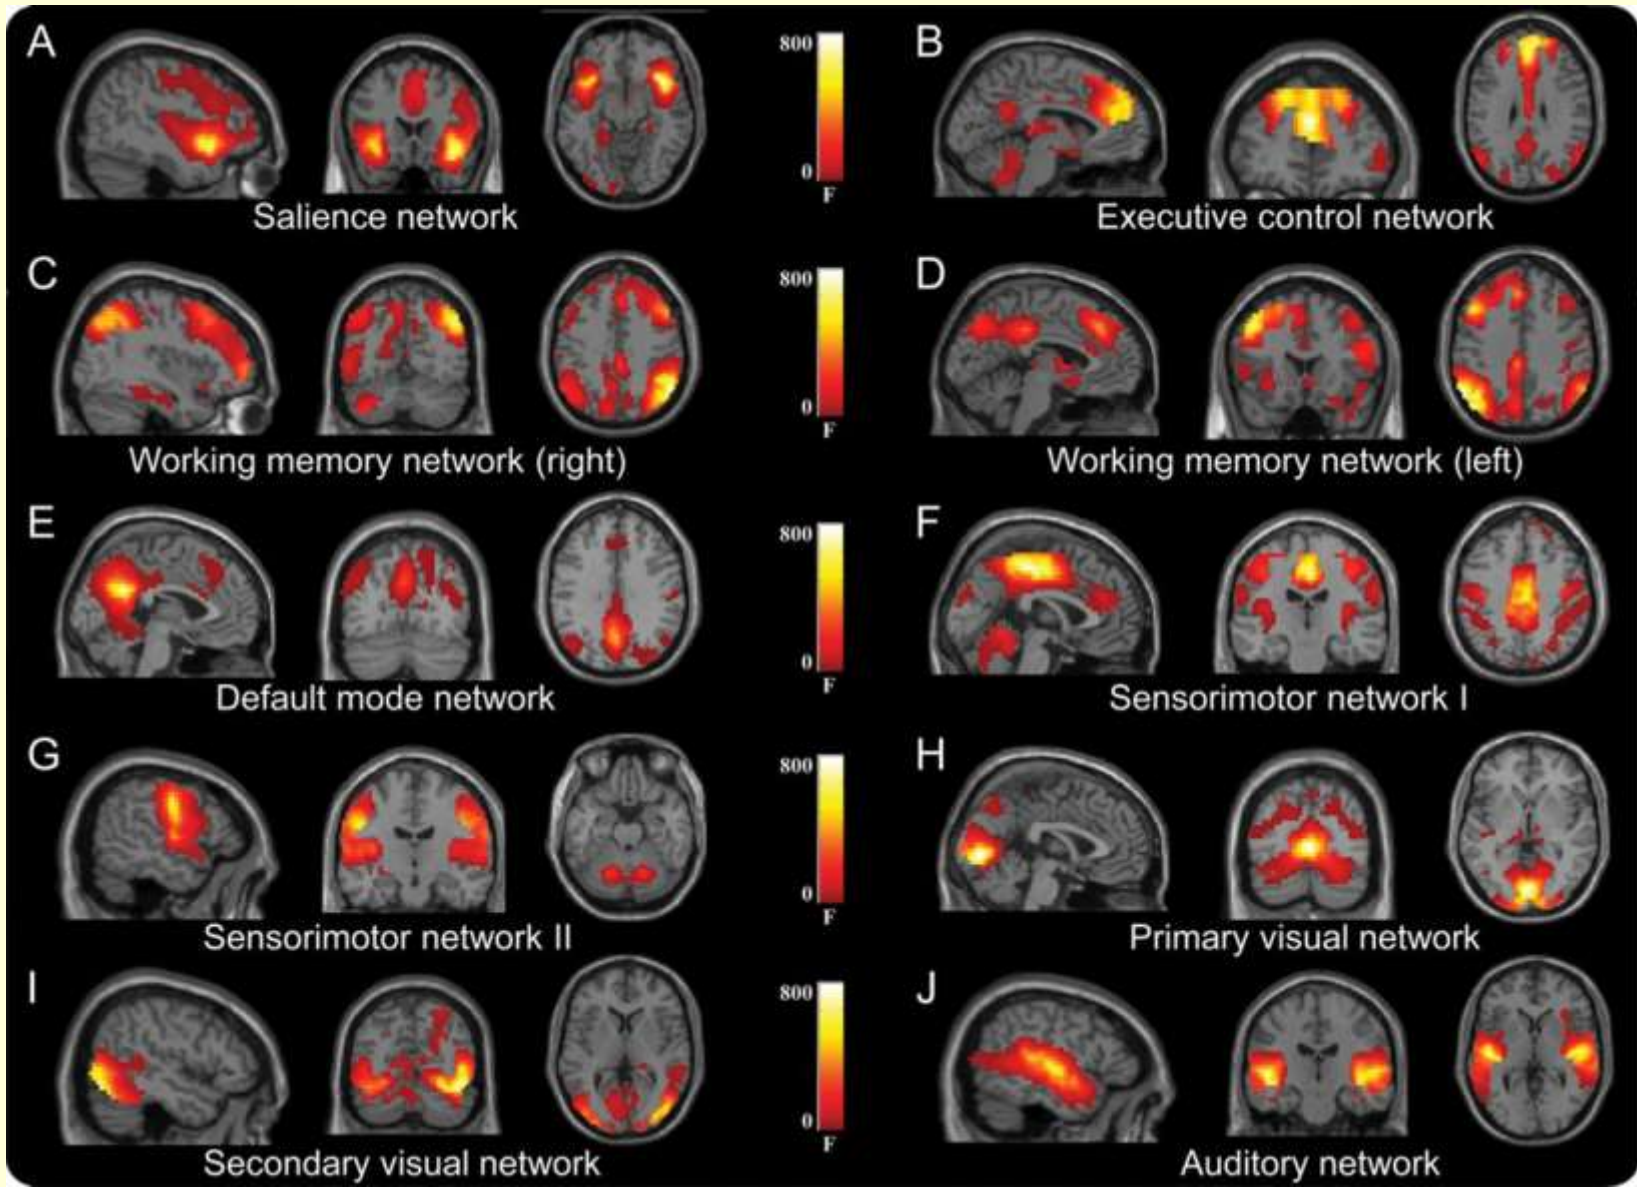 A
800
0
F
Salience network
B
Executive control network
C
800
0
F
Working memory network (right)
D
Working memory network (left)
E
800
0
F
Default mode network
F
Sensorimotor network I
G
800
0
F
Sensorimotor network II
H
Primary visual network
I
800
0
F
Secondary visual network
J
Auditory network